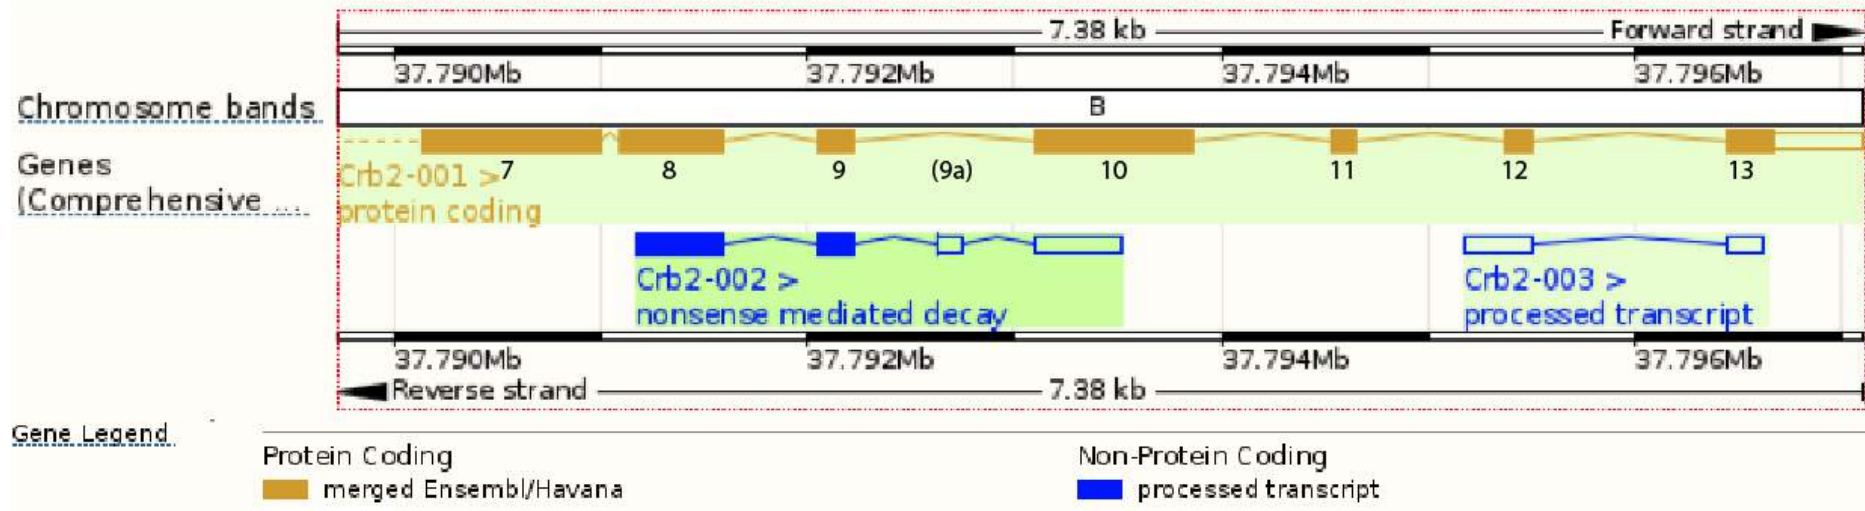 7.38 kb
Forward strand
37.790Mb 37.792Mb 37.794Mb 37.796Mb
Chromosome bands
B
Genes
(Comprehensive ...
7 8 9 (9a) 10 11 12 13
Crb2-001 >
protein coding
Crb2-002 >
nonsense mediated decay
Crb2-003 >
processed transcript
37.790Mb 37.792Mb 37.794Mb 37.796Mb
Reverse strand
7.38 kb
Gene Legend
Protein Coding
merged Ensembl/Havana
Non-Protein Coding
processed transcript